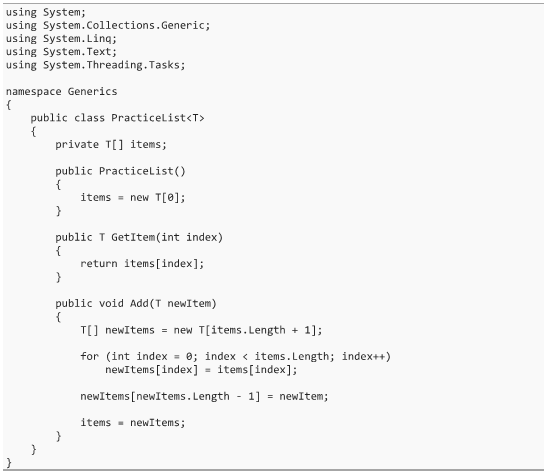 using System;
using System.Collections.Generic;
using System.Linq;
using System.Text;
using System.Threading.Tasks;

namespace Generics
{
    public class PracticeList<T>
    {
        private T[] items;

        public PracticeList()
        {
            items = new T[0];
        }

        public T GetItem(int index)
        {
            return items[index];
        }

        public void Add(T newItem)
        {
            T[] newItems = new T[items.Length + 1];

            for (int index = 0; index < items.Length; index++)
                newItems[index] = items[index];

            newItems[newItems.Length - 1] = newItem;

            items = newItems;
        }
    }
}